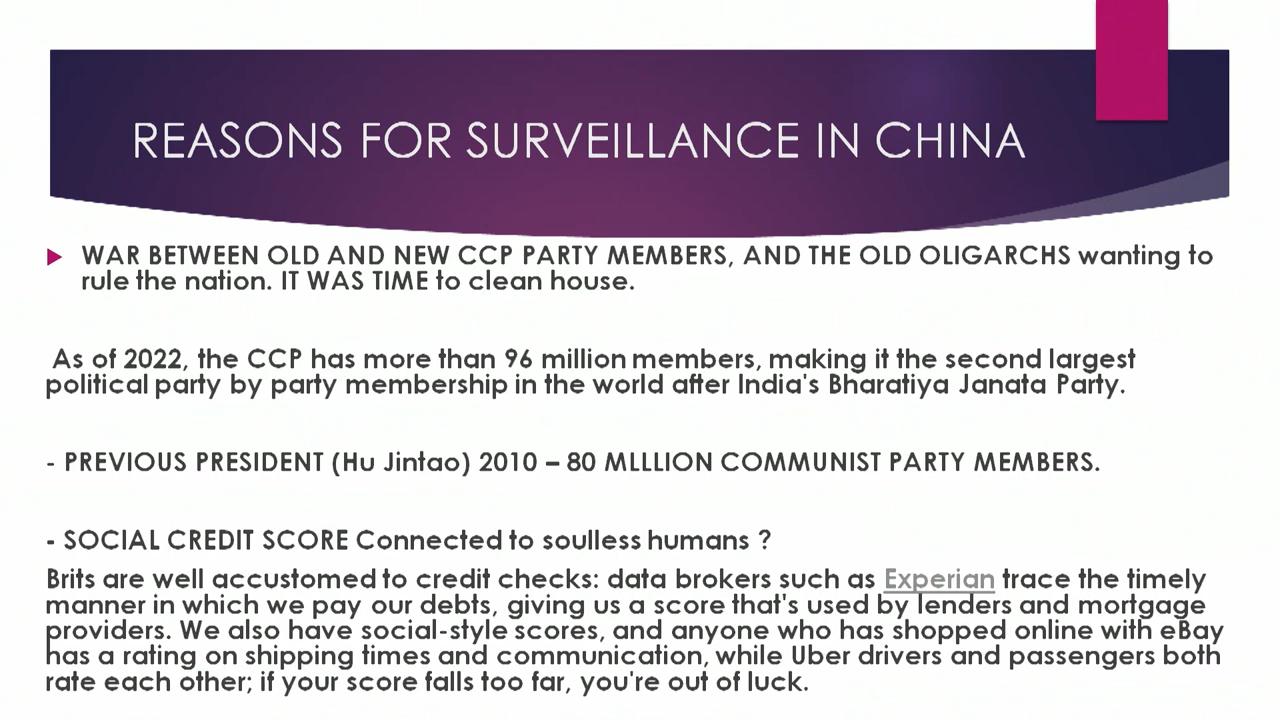 REASONS FOR SURVEILLANCE IN CHINA
WAR BETWEEN OLD AND NEW CCP PARTY MEMBERS, AND THE OLD OLIGARCHS wanting to
rule the nation. IT WAS TIME to clean house.
As of 2022, the CCP has more than 96 million members, making it the second largest
political party by party membership in the world after India's Bharatiya Janata Party.
- PREVIOUS PRESIDENT (Hu Jintao) 2010 – 80 MLLLION COMMUNIST PARTY MEMBERS.
- SOCIAL CREDIT SCORE Connected to soulless humans ?
Brits are well accustomed to credit checks: data brokers such as Experian trace the timely
manner in which we pay our debts, giving us a score that's used by lenders and mortgage
providers. We also have social-style scores, and anyone who has shopped online with eBay
has a rating on shipping times and communication, while Uber drivers and passengers both
rate each other; if your score falls too far, you're out of luck.